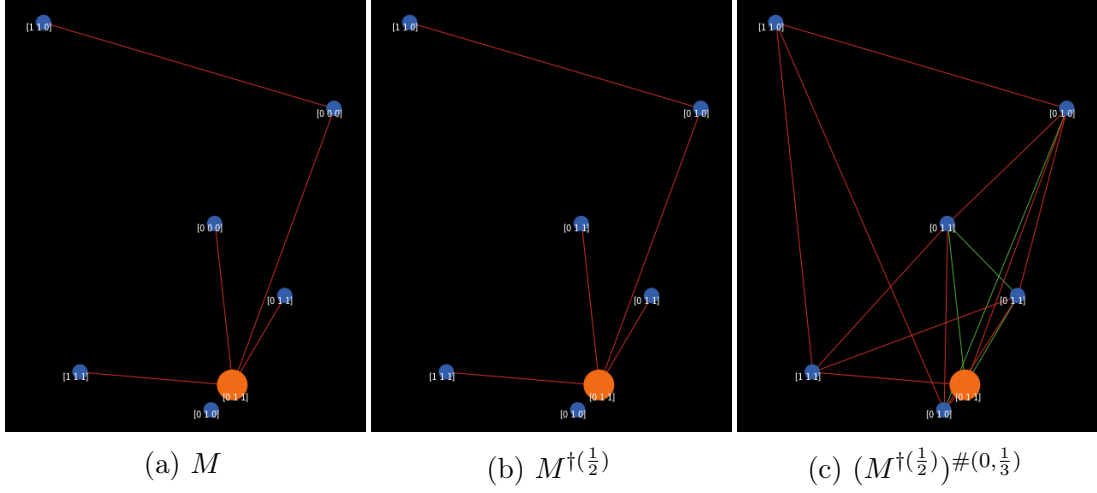 [1 1 0]
[0 0 0]
[0 0 0]
[0 1 1]
[1 1 1]
[0 1 1]
[0 1 0]
(a) M
[1 1 0]
[0 1 0]
[0 1 1]
[0 1 1]
[1 1 1]
[0 1 1]
[0 1 0]
(b) M^{†(1/2)}
[1 1 0]
[0 1 0]
[0 1 1]
[0 1 1]
[1 1 1]
[0 1 1]
[0 1 0]
(c) (M^{†(1/2)})^{#(0,1/3)}